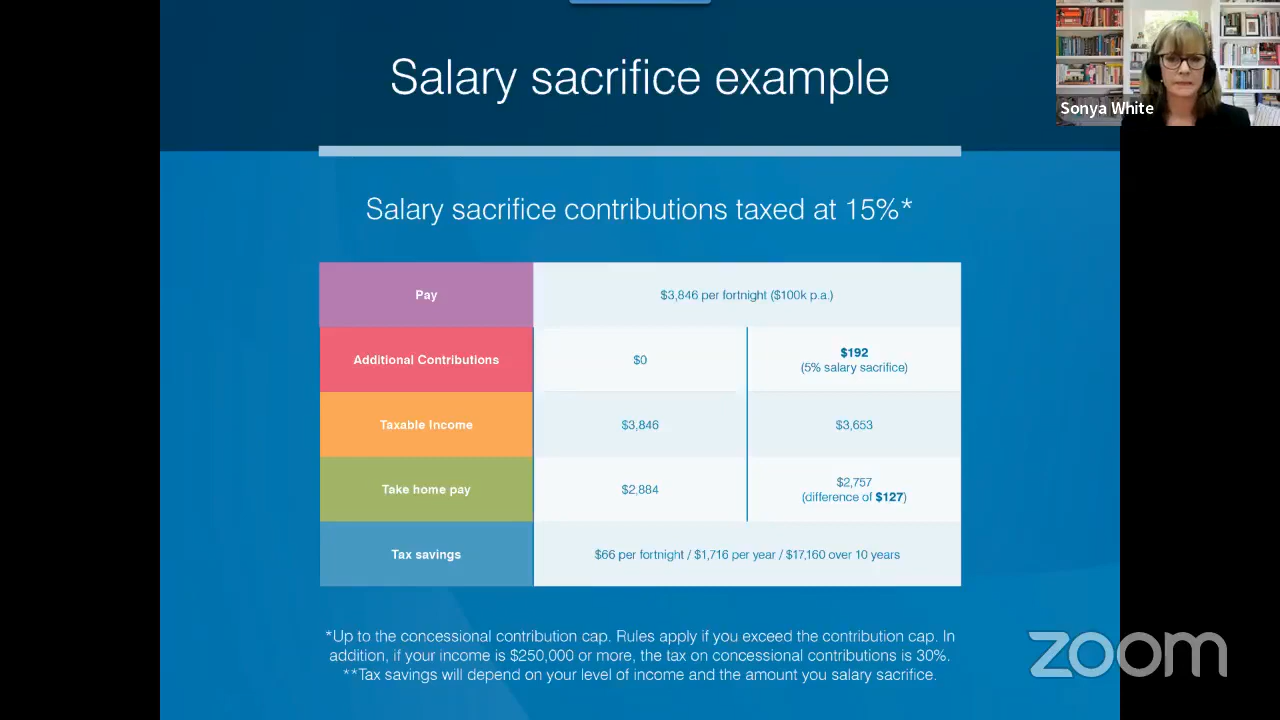 Salary sacrifice example
Sonya White
Salary sacrifice contributions taxed at 15%*
Pay
$3,846 per fortnight ($100k p.a.)
Additional Contributions
$0
$192
(5% salary sacrifice)
Taxable Income
$3,846
$3,653
Take home pay
$2,884
$2,757
(difference of $127)
Tax savings
$66 per fortnight / $1,716 per year / $17,160 over 10 years
*Up to the concessional contribution cap. Rules apply if you exceed the contribution cap. In
addition, if your income is $250,000 or more, the tax on concessional contributions is 30%.
**Tax savings will depend on your level of income and the amount you salary sacrifice.
zoom